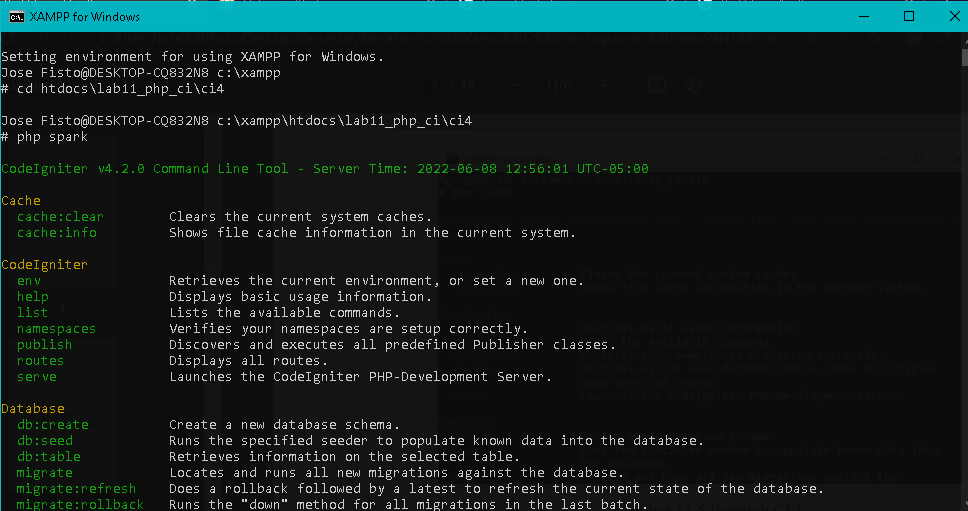 XAMPP for Windows
Setting environment for using XAMPP for Windows.
Jose Fisto@DESKTOP-CQ832N8 c:\xampp
# cd htdocs\lab11_php_ci\ci4
Jose Fisto@DESKTOP-CQ832N8 c:\xampp\htdocs\lab11_php_ci\ci4
# php spark
CodeIgniter v4.2.0 Command Line Tool - Server Time: 2022-06-08 12:56:01 UTC-05:00
Cache
cache:clear Clears the current system caches.
cache:info Shows file cache information in the current system.
CodeIgniter
env Retrieves the current environment, or set a new one.
help Displays basic usage information.
list Lists the available commands.
namespaces Verifies your namespaces are setup correctly.
publish Discovers and executes all predefined Publisher classes.
routes Displays all routes.
serve Launches the CodeIgniter PHP-Development Server.
Database
db:create Create a new database schema.
db:seed Runs the specified seeder to populate known data into the database.
db:table Retrieves information on the selected table.
migrate Locates and runs all new migrations against the database.
migrate:refresh Does a rollback followed by a latest to refresh the current state of the database.
migrate:rollback Runs the "down" method for all migrations in the last batch.